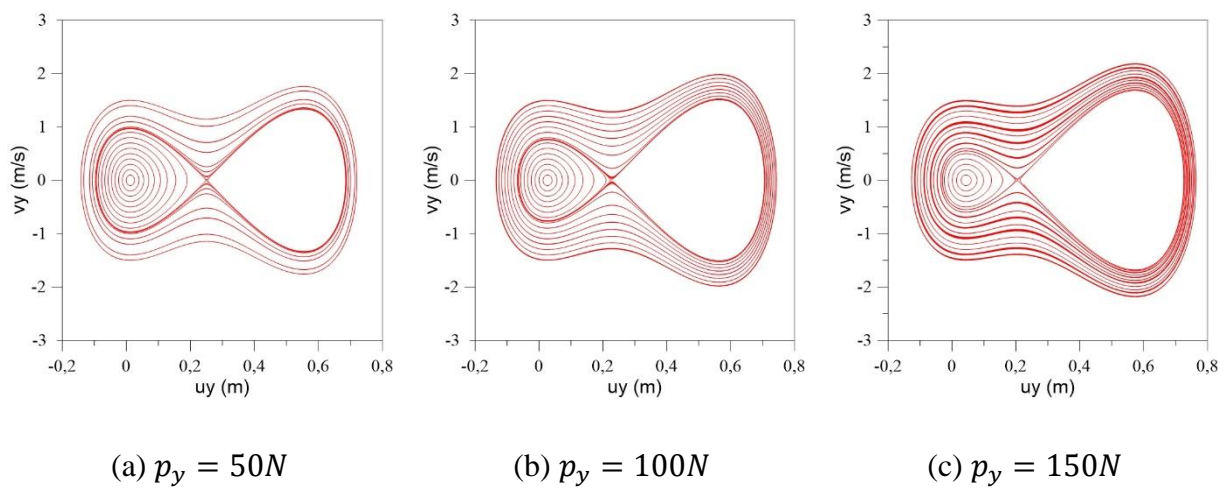 3
2
1
0
-1
-2
-3
vy (m/s)
-0,2 0 0,2 0,4 0,6 0,8
uy (m)
3
2
1
0
-1
-2
-3
vy (m/s)
-0,2 0 0,2 0,4 0,6 0,8
uy (m)
3
2
1
0
-1
-2
-3
vy (m/s)
-0,2 0 0,2 0,4 0,6 0,8
uy (m)
(a) p_y = 50N
(b) p_y = 100N
(c) p_y = 150N